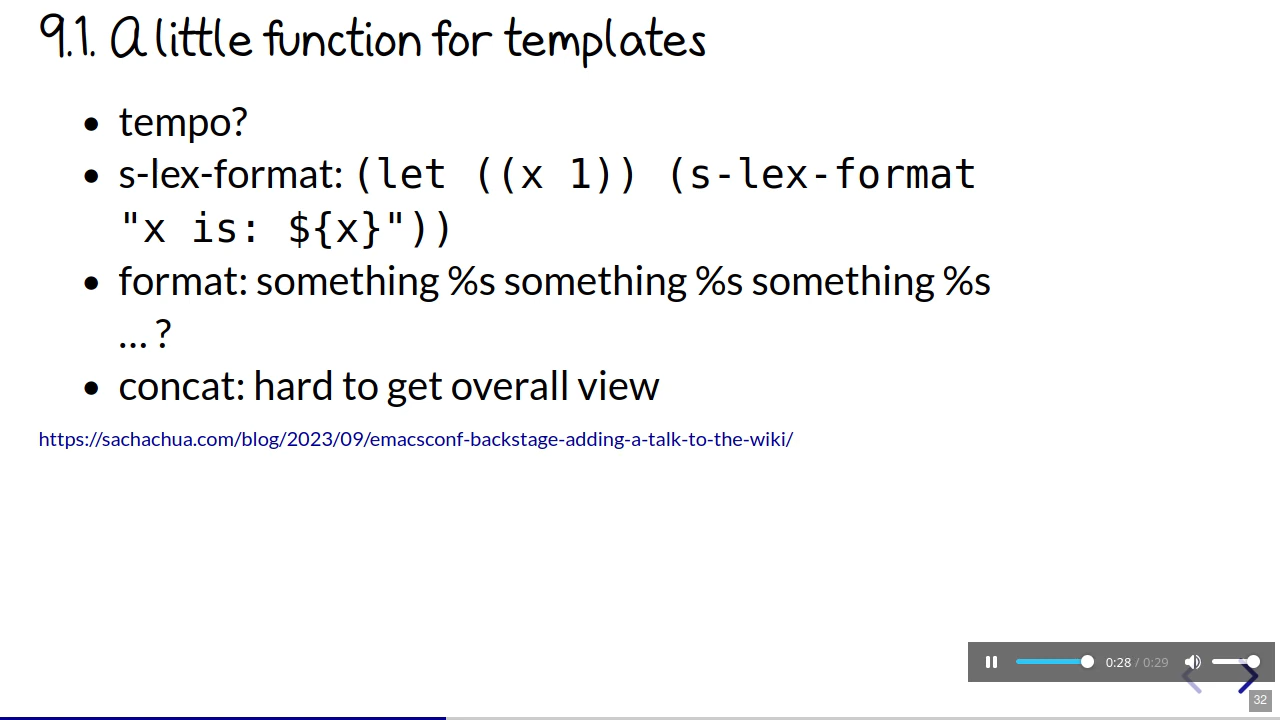 9.1. A little function for templates
• tempo?
• s-lex-format: (let ((x 1)) (s-lex-format
"x is: ${x}"))
• format: something %s something %s something %s
... ?
• concat: hard to get overall view
https://sachachua.com/blog/2023/09/emacsconf-backstage-adding-a-talk-to-the-wiki/
0:28 / 0:29
32